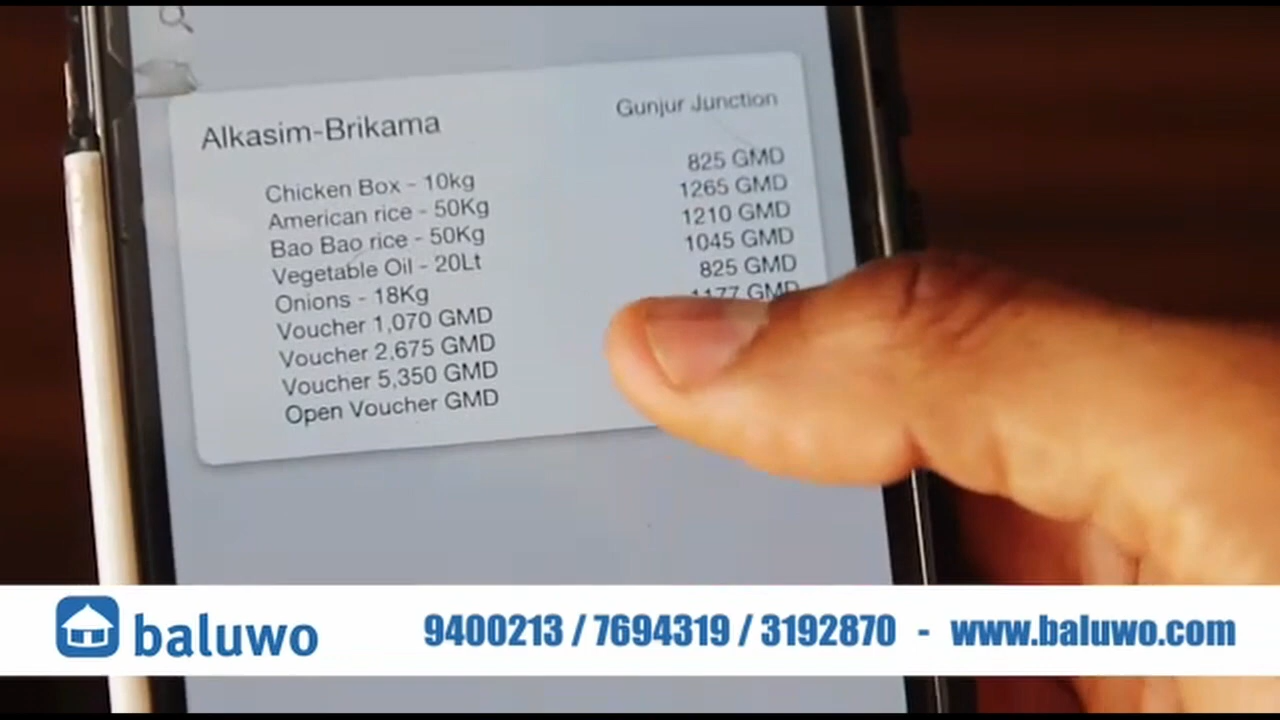 Alkasim-Brikama Gunjur Junction
Chicken Box - 10kg 825 GMD
American rice - 50Kg 1265 GMD
Bao Bao rice - 50Kg 1210 GMD
Vegetable Oil - 20Lt 1045 GMD
Onions - 18Kg 825 GMD
Voucher 1,070 GMD 1177 GMD
Voucher 2,675 GMD
Voucher 5,350 GMD
Open Voucher GMD
baluwo 9400213 / 7694319 / 3192870 - www.baluwo.com